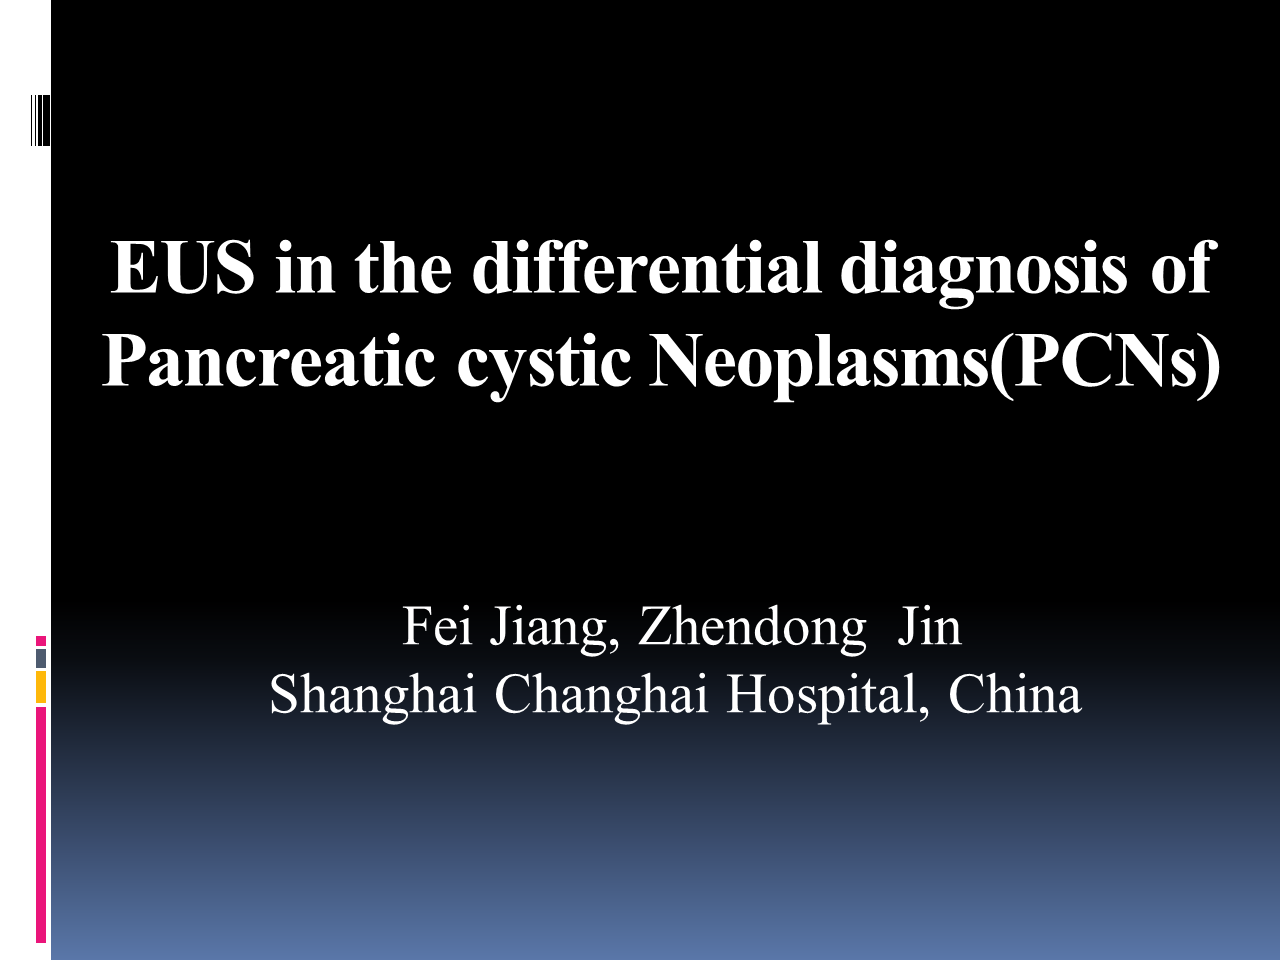 EUS in the differential diagnosis of
Pancreatic cystic Neoplasms(PCNs)
Fei Jiang, Zhendong Jin
Shanghai Changhai Hospital, China